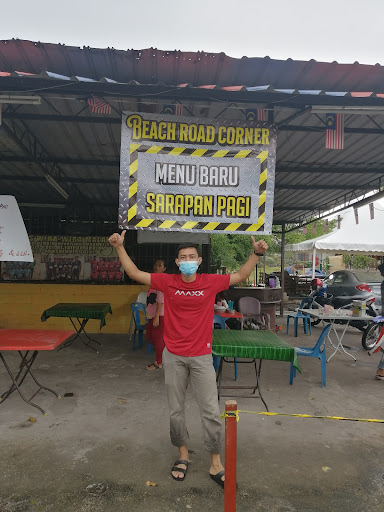 BEACH ROAD CORNER
MENU BARU
SARAPAN PAGI
MAXX